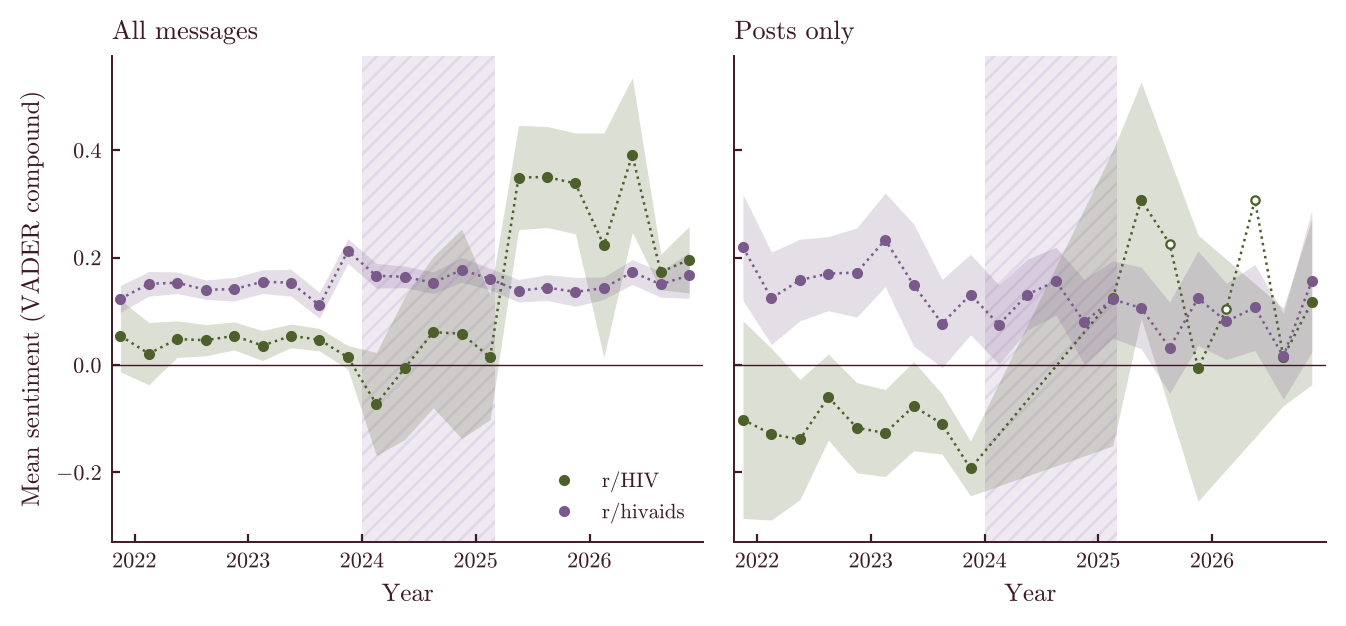 All messages
Posts only
Mean sentiment (VADER compound)
0.4
0.2
0.0
−0.2
r/HIV
r/hivaids
2022 2023 2024 2025 2026
2022 2023 2024 2025 2026
Year
Year